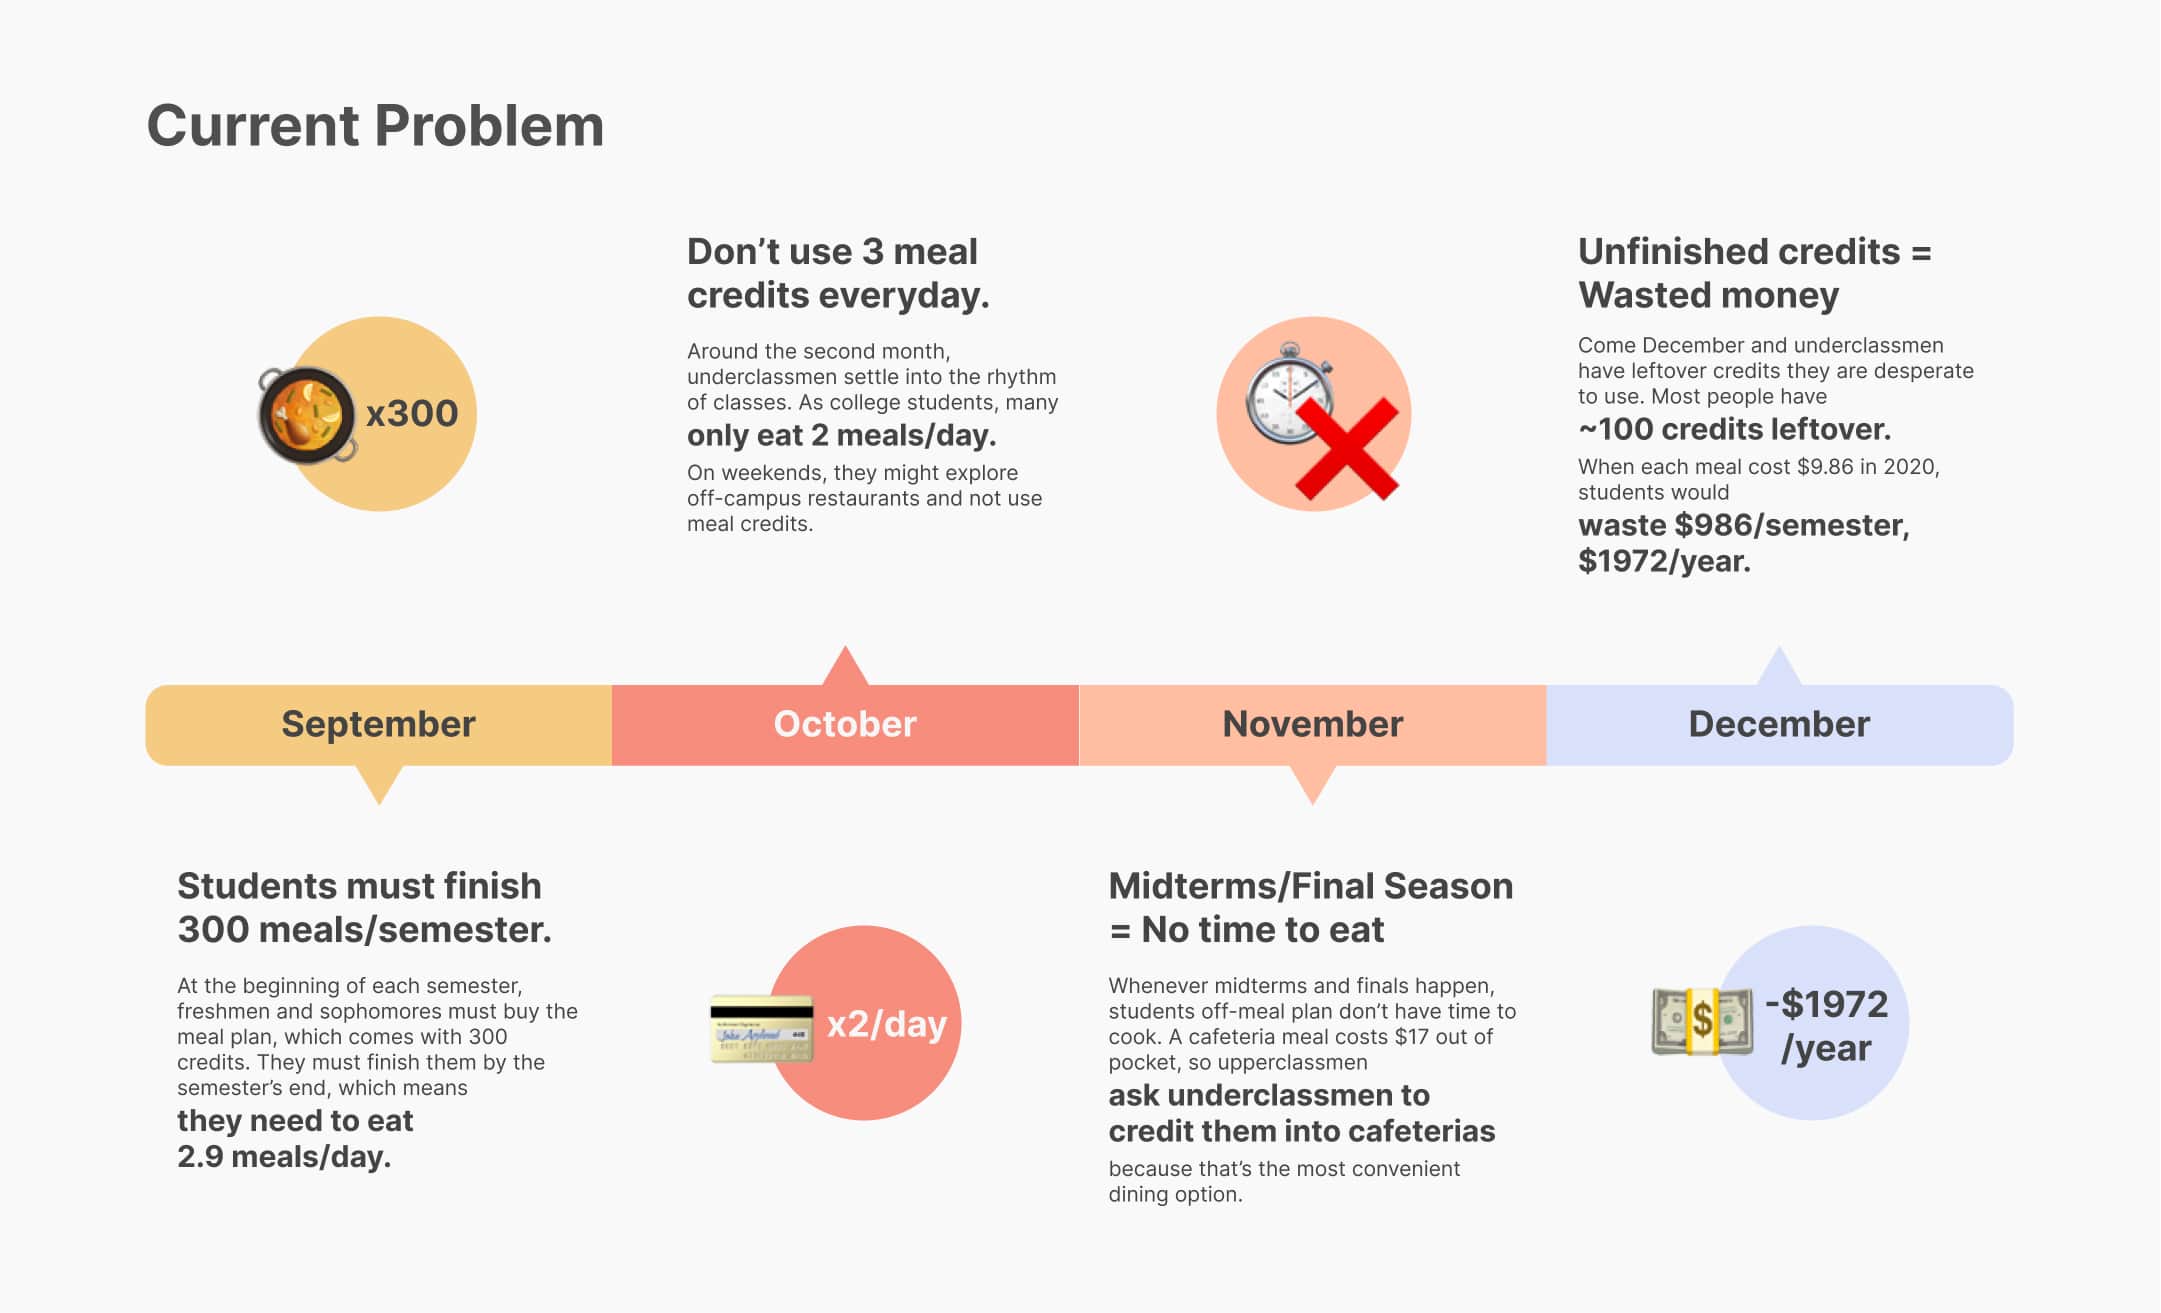 Current Problem
x300
Don’t use 3 meal
credits everyday.
Around the second month,
underclassmen settle into the rhythm
of classes. As college students, many
only eat 2 meals/day.
On weekends, they might explore
off-campus restaurants and not use
meal credits.
Unfinished credits =
Wasted money
Come December and underclassmen
have leftover credits they are desperate
to use. Most people have
~100 credits leftover.
When each meal cost $9.86 in 2020,
students would
waste $986/semester,
$1972/year.
September
October
November
December
Students must finish
300 meals/semester.
At the beginning of each semester,
freshmen and sophomores must buy the
meal plan, which comes with 300
credits. They must finish them by the
semester’s end, which means
they need to eat
2.9 meals/day.
x2/day
Midterms/Final Season
= No time to eat
Whenever midterms and finals happen,
students off-meal plan don’t have time to
cook. A cafeteria meal costs $17 out of
pocket, so upperclassmen
ask underclassmen to
credit them into cafeterias
because that’s the most convenient
dining option.
$
-$1972
/year